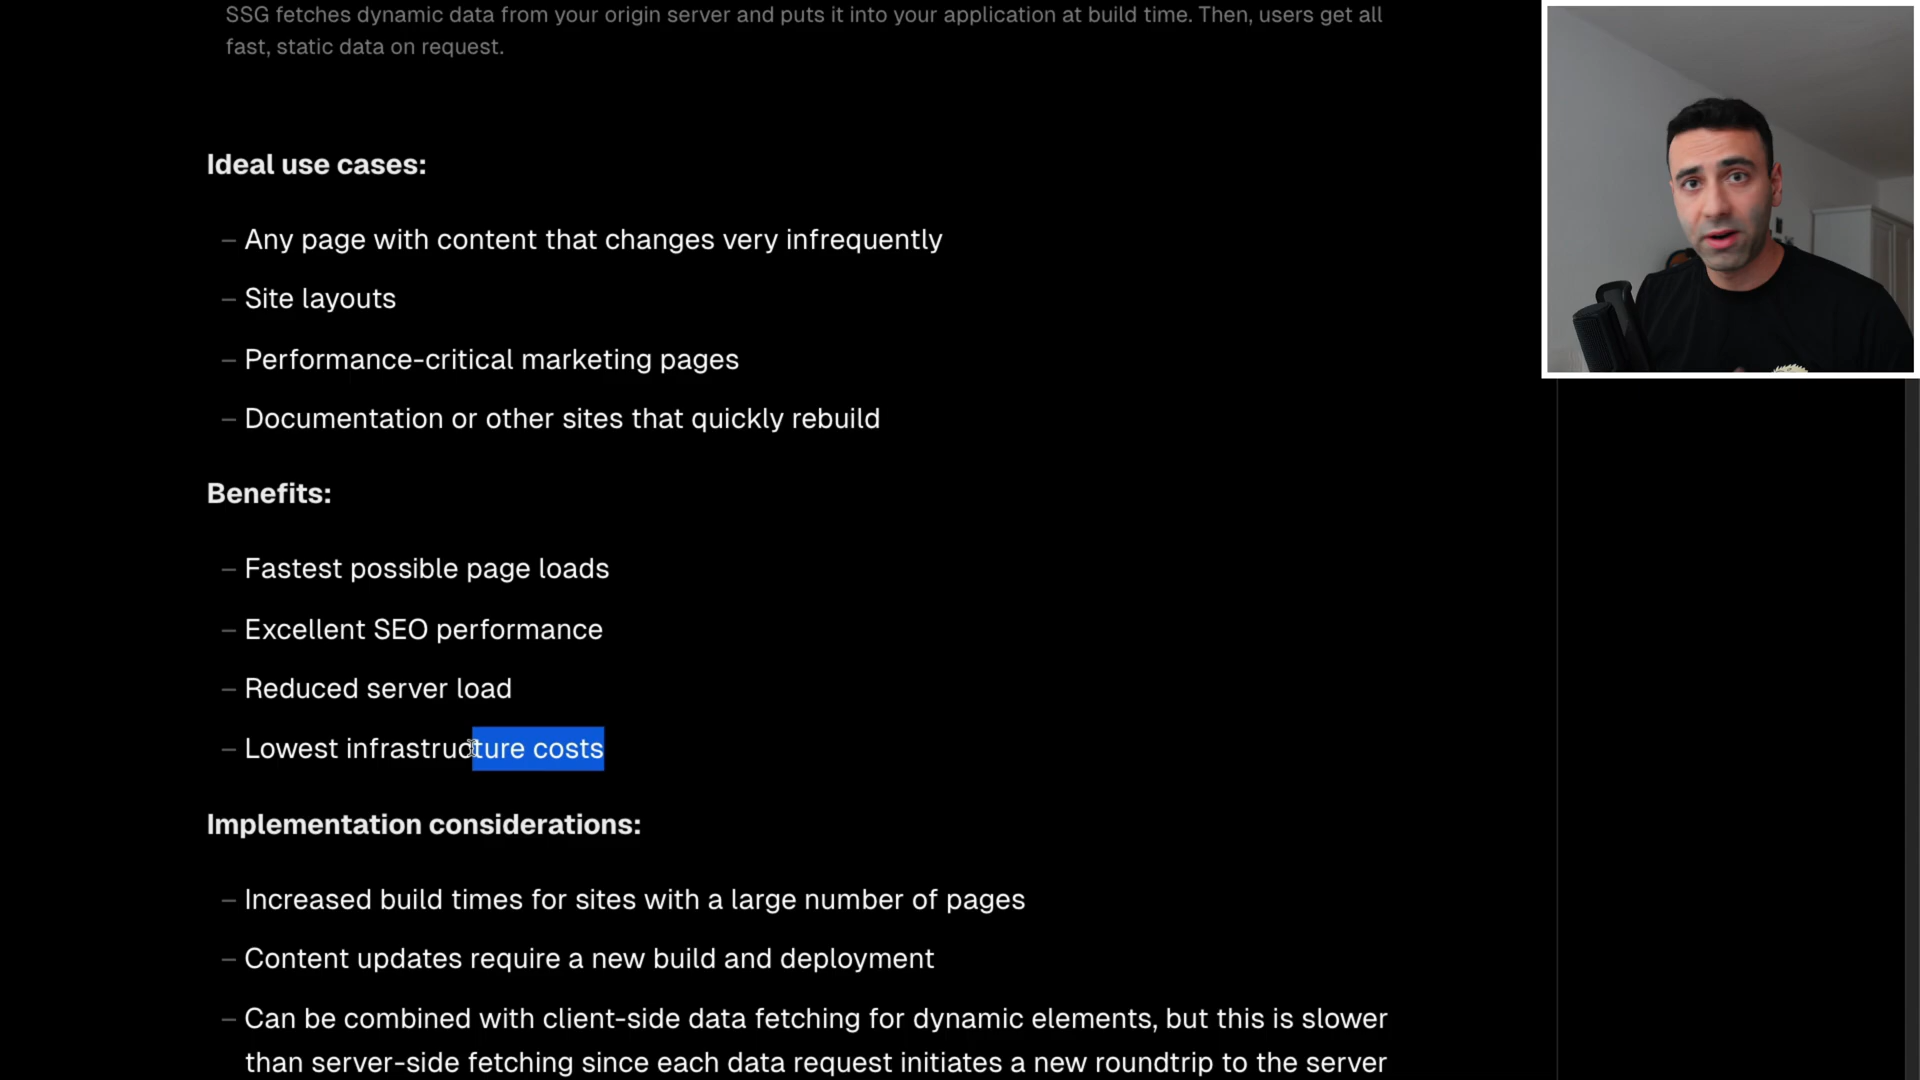 SSG fetches dynamic data from your origin server and puts it into your application at build time. Then, users get all
fast, static data on request.
Ideal use cases:
– Any page with content that changes very infrequently
– Site layouts
– Performance-critical marketing pages
– Documentation or other sites that quickly rebuild
Benefits:
– Fastest possible page loads
– Excellent SEO performance
– Reduced server load
– Lowest infrastructure costs
Implementation considerations:
– Increased build times for sites with a large number of pages
– Content updates require a new build and deployment
– Can be combined with client-side data fetching for dynamic elements, but this is slower
than server-side fetching since each data request initiates a new roundtrip to the server